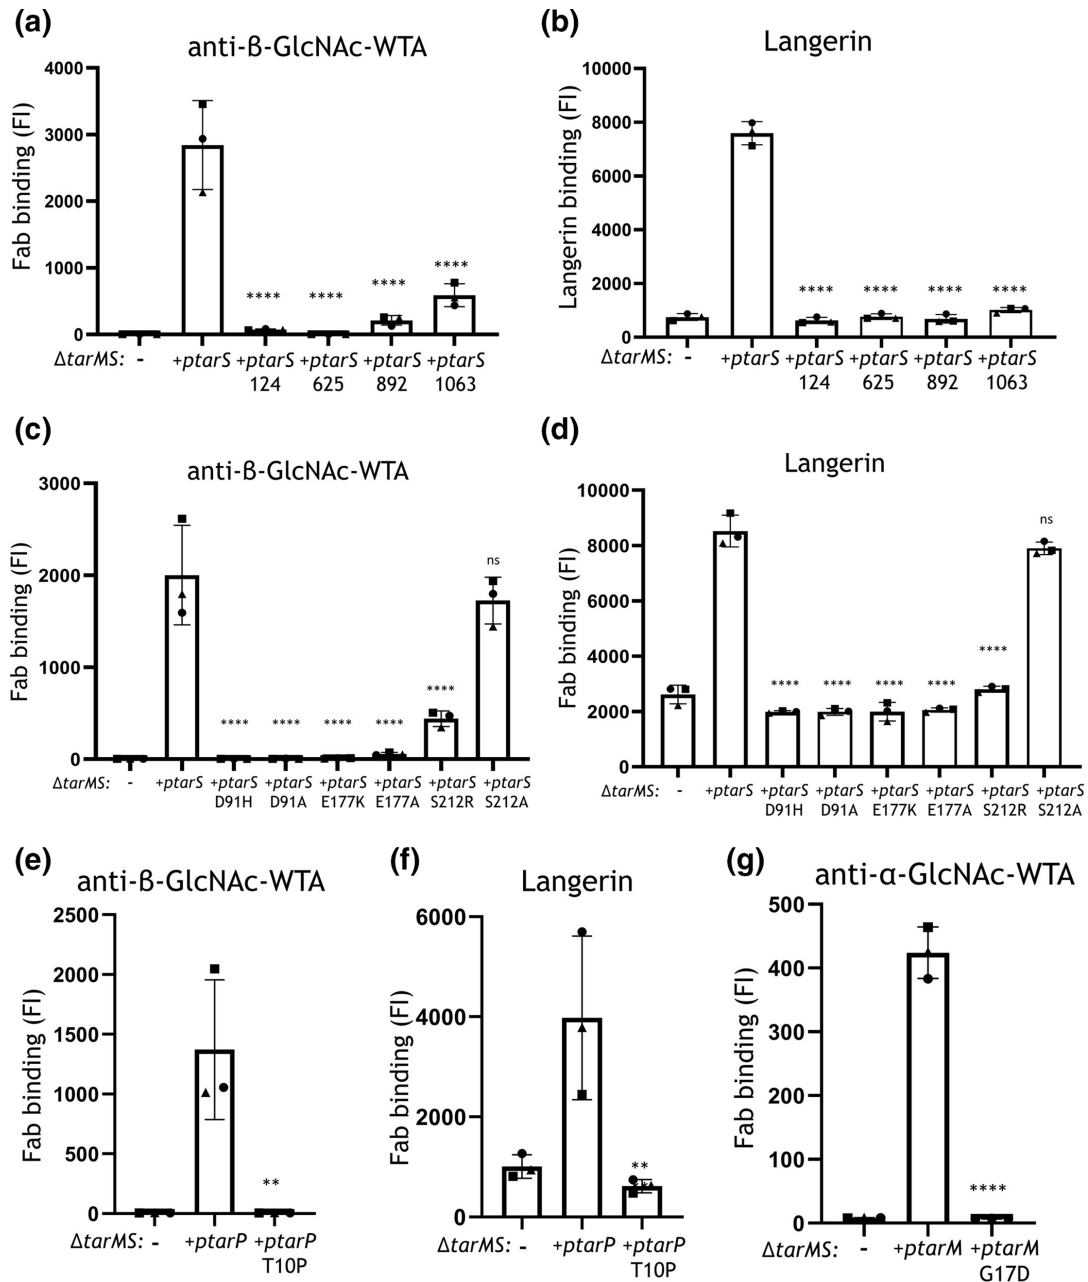 (a)
anti-ß-GlcNAc-WTA
Fab binding (FI)
4000
3000
2000
1000
0
****
****
****
****
ΔtarMS: - +ptarS +ptarS +ptarS +ptarS +ptarS
124 625 892 1063
(b)
Langerin
Langerin binding (FI)
10000
8000
6000
4000
2000
0
****
****
****
****
ΔtarMS: - +ptarS +ptarS +ptarS +ptarS +ptarS
124 625 892 1063
(c)
anti-ß-GlcNAc-WTA
Fab binding (FI)
3000
2000
1000
0
****
****
****
****
****
ns
ΔtarMS: - +ptarS +ptarS +ptarS +ptarS +ptarS +ptarS +ptarS
D91H D91A E177K E177A S212R S212A
(d)
Langerin
Fab binding (FI)
10000
8000
6000
4000
2000
0
****
****
****
****
****
ns
ΔtarMS: - +ptarS +ptarS +ptarS +ptarS +ptarS +ptarS +ptarS
D91H D91A E177K E177A S212R S212A
(e)
anti-ß-GlcNAc-WTA
Fab binding (FI)
2500
2000
1500
1000
500
0
**
ΔtarMS: - +ptarP +ptarP
T10P
(f)
Langerin
Fab binding (FI)
6000
4000
2000
0
**
ΔtarMS: - +ptarP +ptarP
T10P
(g)
anti-α-GlcNAc-WTA
Fab binding (FI)
500
400
300
200
100
0
****
ΔtarMS: - +ptarM +ptarM
G17D